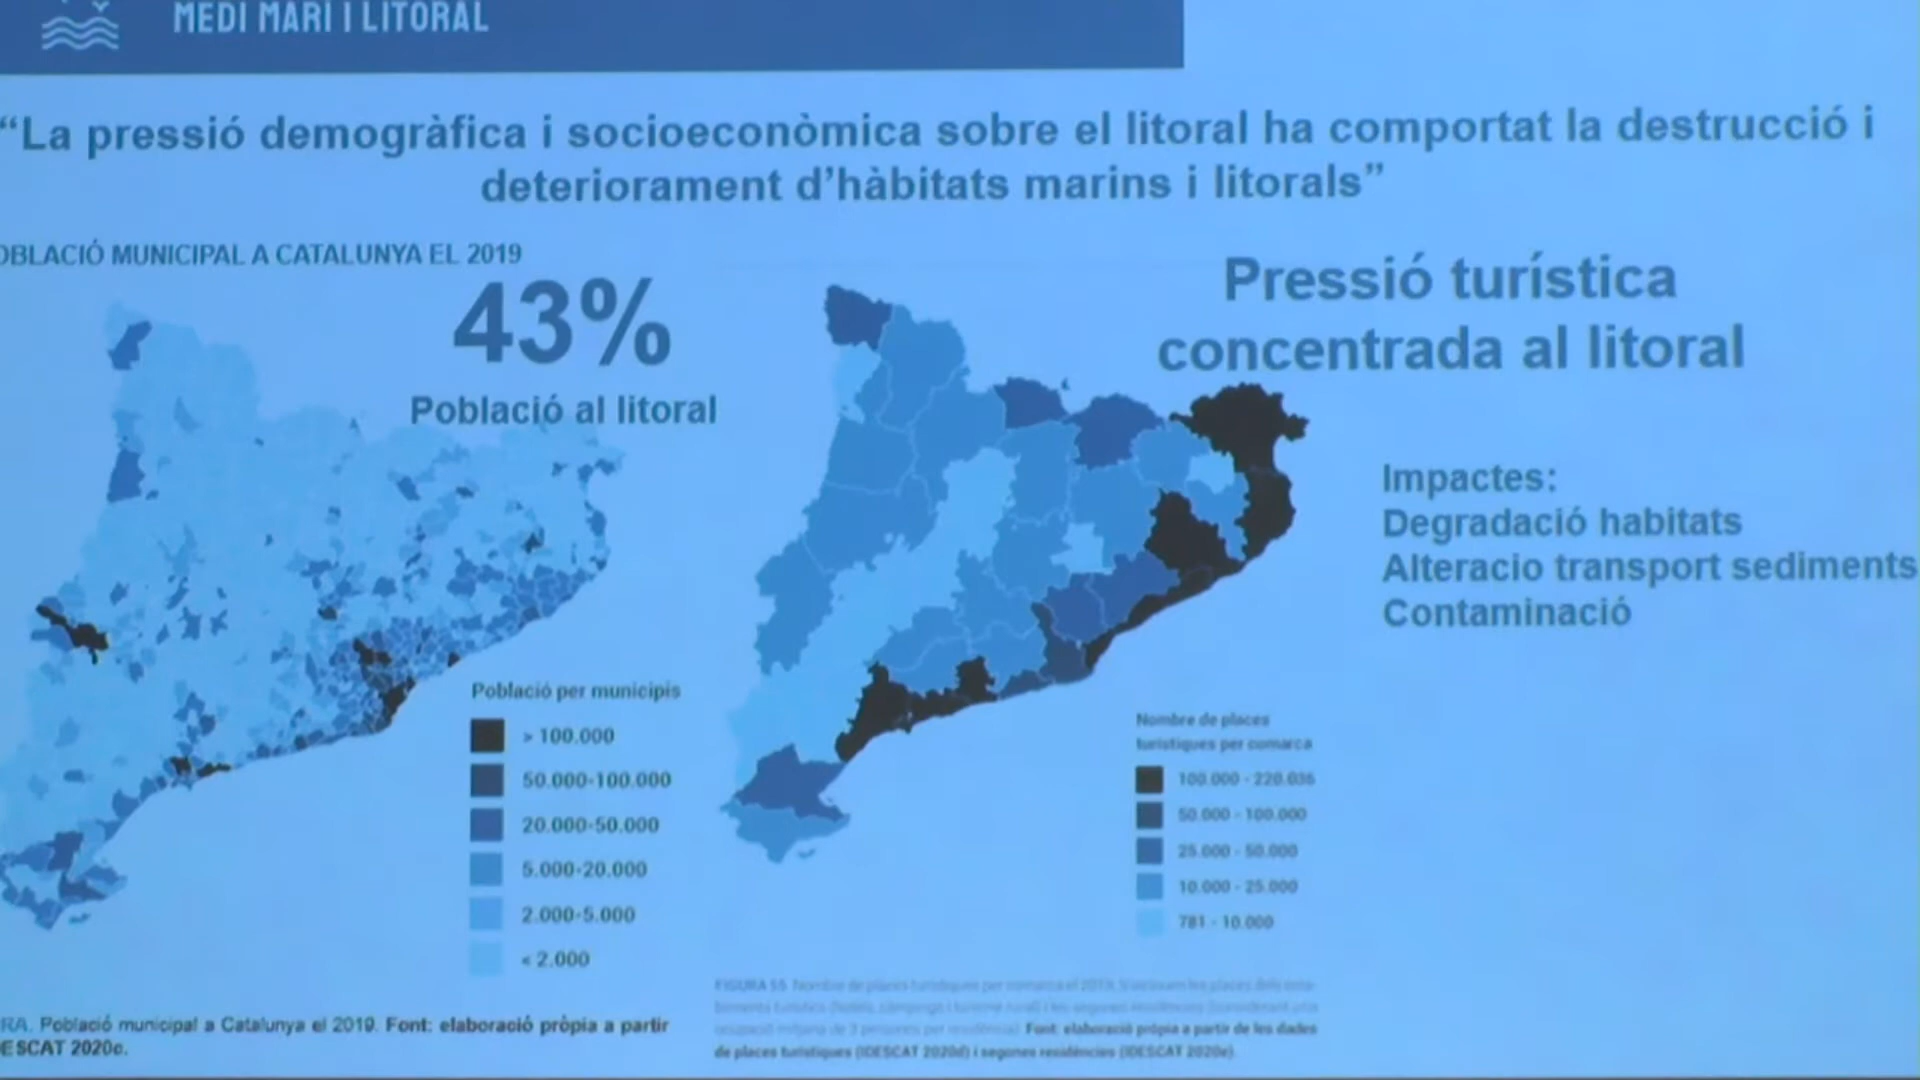 MEDI MARI I LITORAL
“La pressió demogràfica i socioeconòmica sobre el litoral ha comportat la destrucció i
deteriorament d’hàbitats marins i litorals”
OBLACIÓ MUNICIPAL A CATALUNYA EL 2019
43%
Població al litoral
Població per municipis
> 100.000
50.000-100.000
20.000-50.000
5.000-20.000
2.000-5.000
< 2.000
RA. Població municipal a Catalunya el 2019. Font: elaboració pròpia a partir
ESCAT 2020c.
Pressió turística
concentrada al litoral
Impactes:
Degradació habitats
Alteracio transport sediments
Contaminació
Nombre de places
turístiques per comarca
100.000 - 220.036
50.000 - 100.000
25.000 - 50.000
10.000 - 25.000
781 - 10.000
Font: elaboració pròpia a partir de les dades
de places turístiques (IDESCAT 2020d) i segones residències (IDESCAT 2020e).